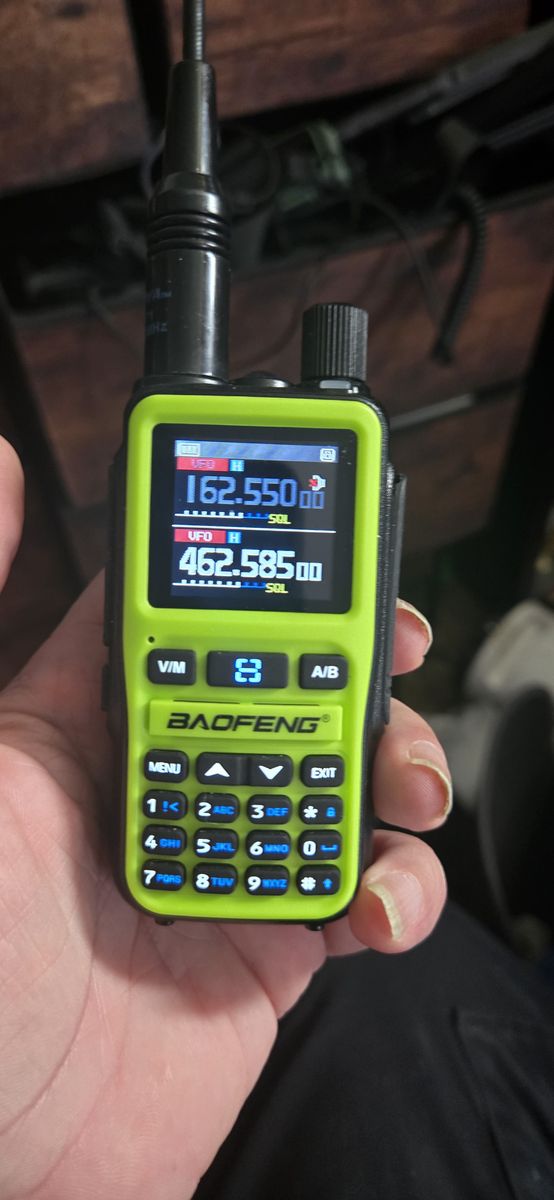 VFO H
162.55000
SQL
VFO H
462.58500
SQL
V/M A/B
BAOFENG®
MENU EXIT
1 !< 2 ABC 3 DEF *
4 GHI 5 JKL 6 MNO 0
7 PQRS 8 TUV 9 WXYZ #